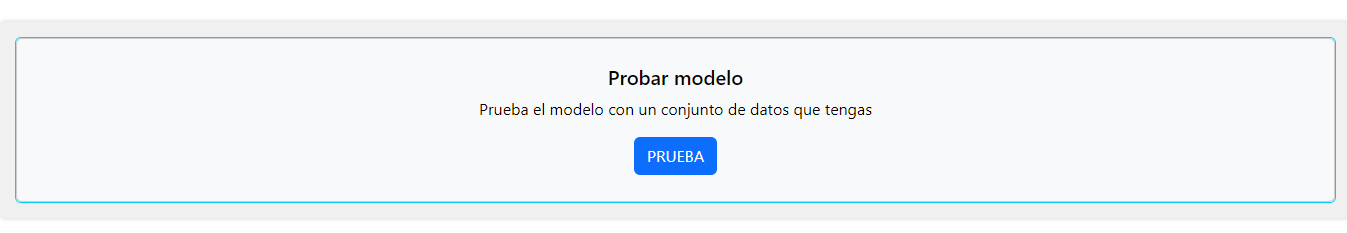 Probar modelo
Prueba el modelo con un conjunto de datos que tengas
PRUEBA